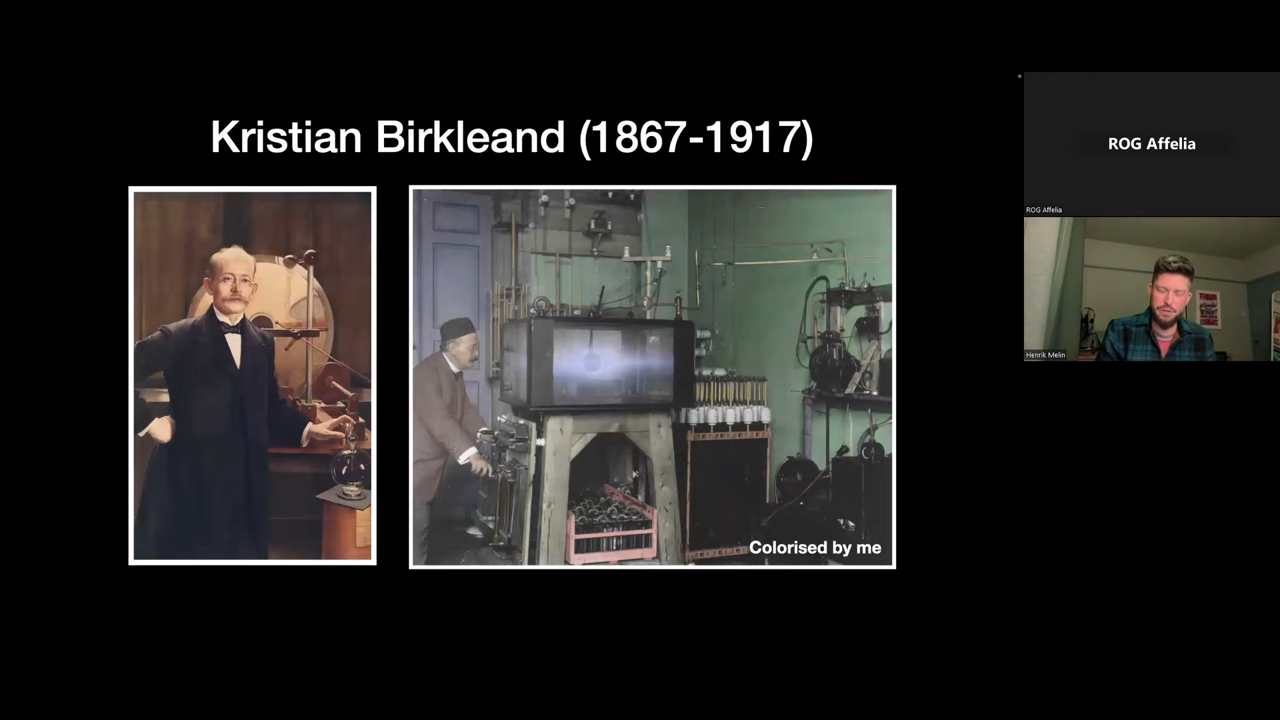 Kristian Birkleand (1867-1917)
Colorised by me
ROG Affelia
ROG Affelia
Henrik Melin